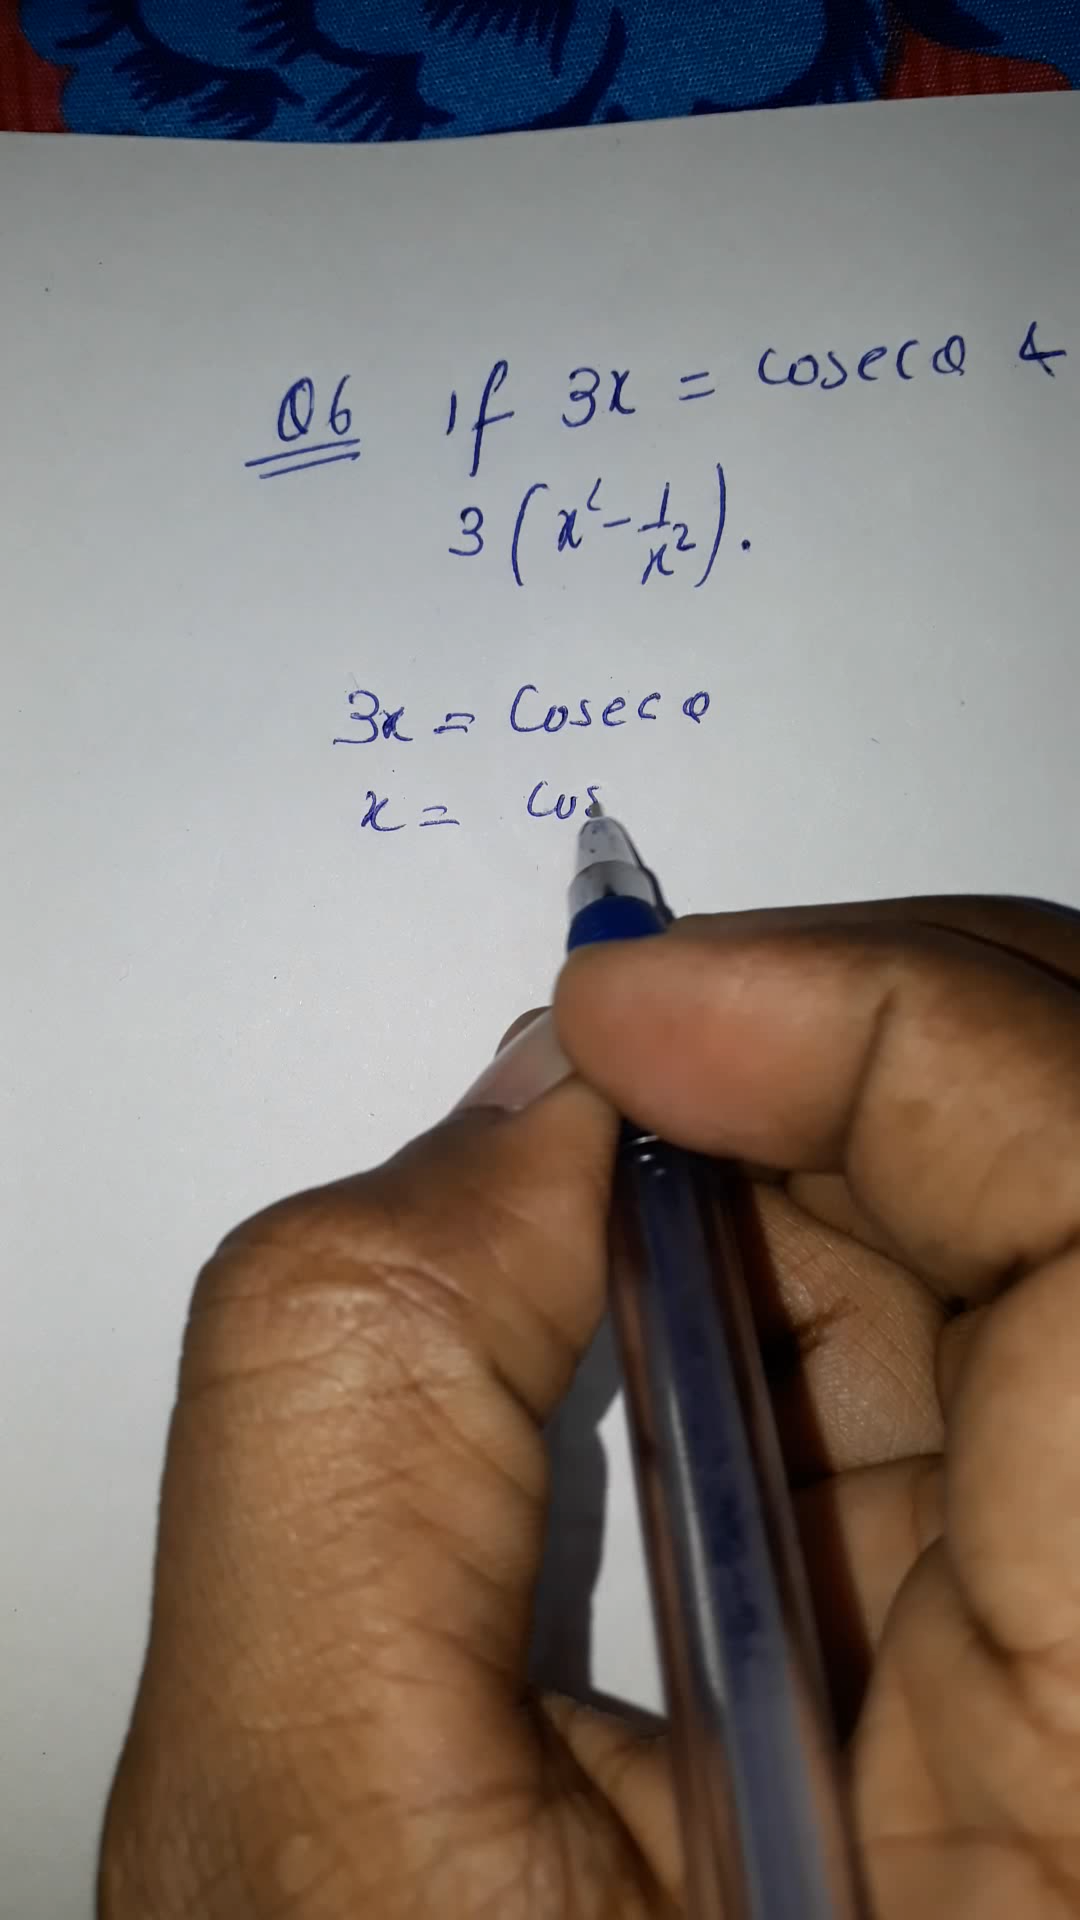 Q6 If 3x = cosecθ &
3(x² - 1/x²).
3x = Cosecθ
x = Cos